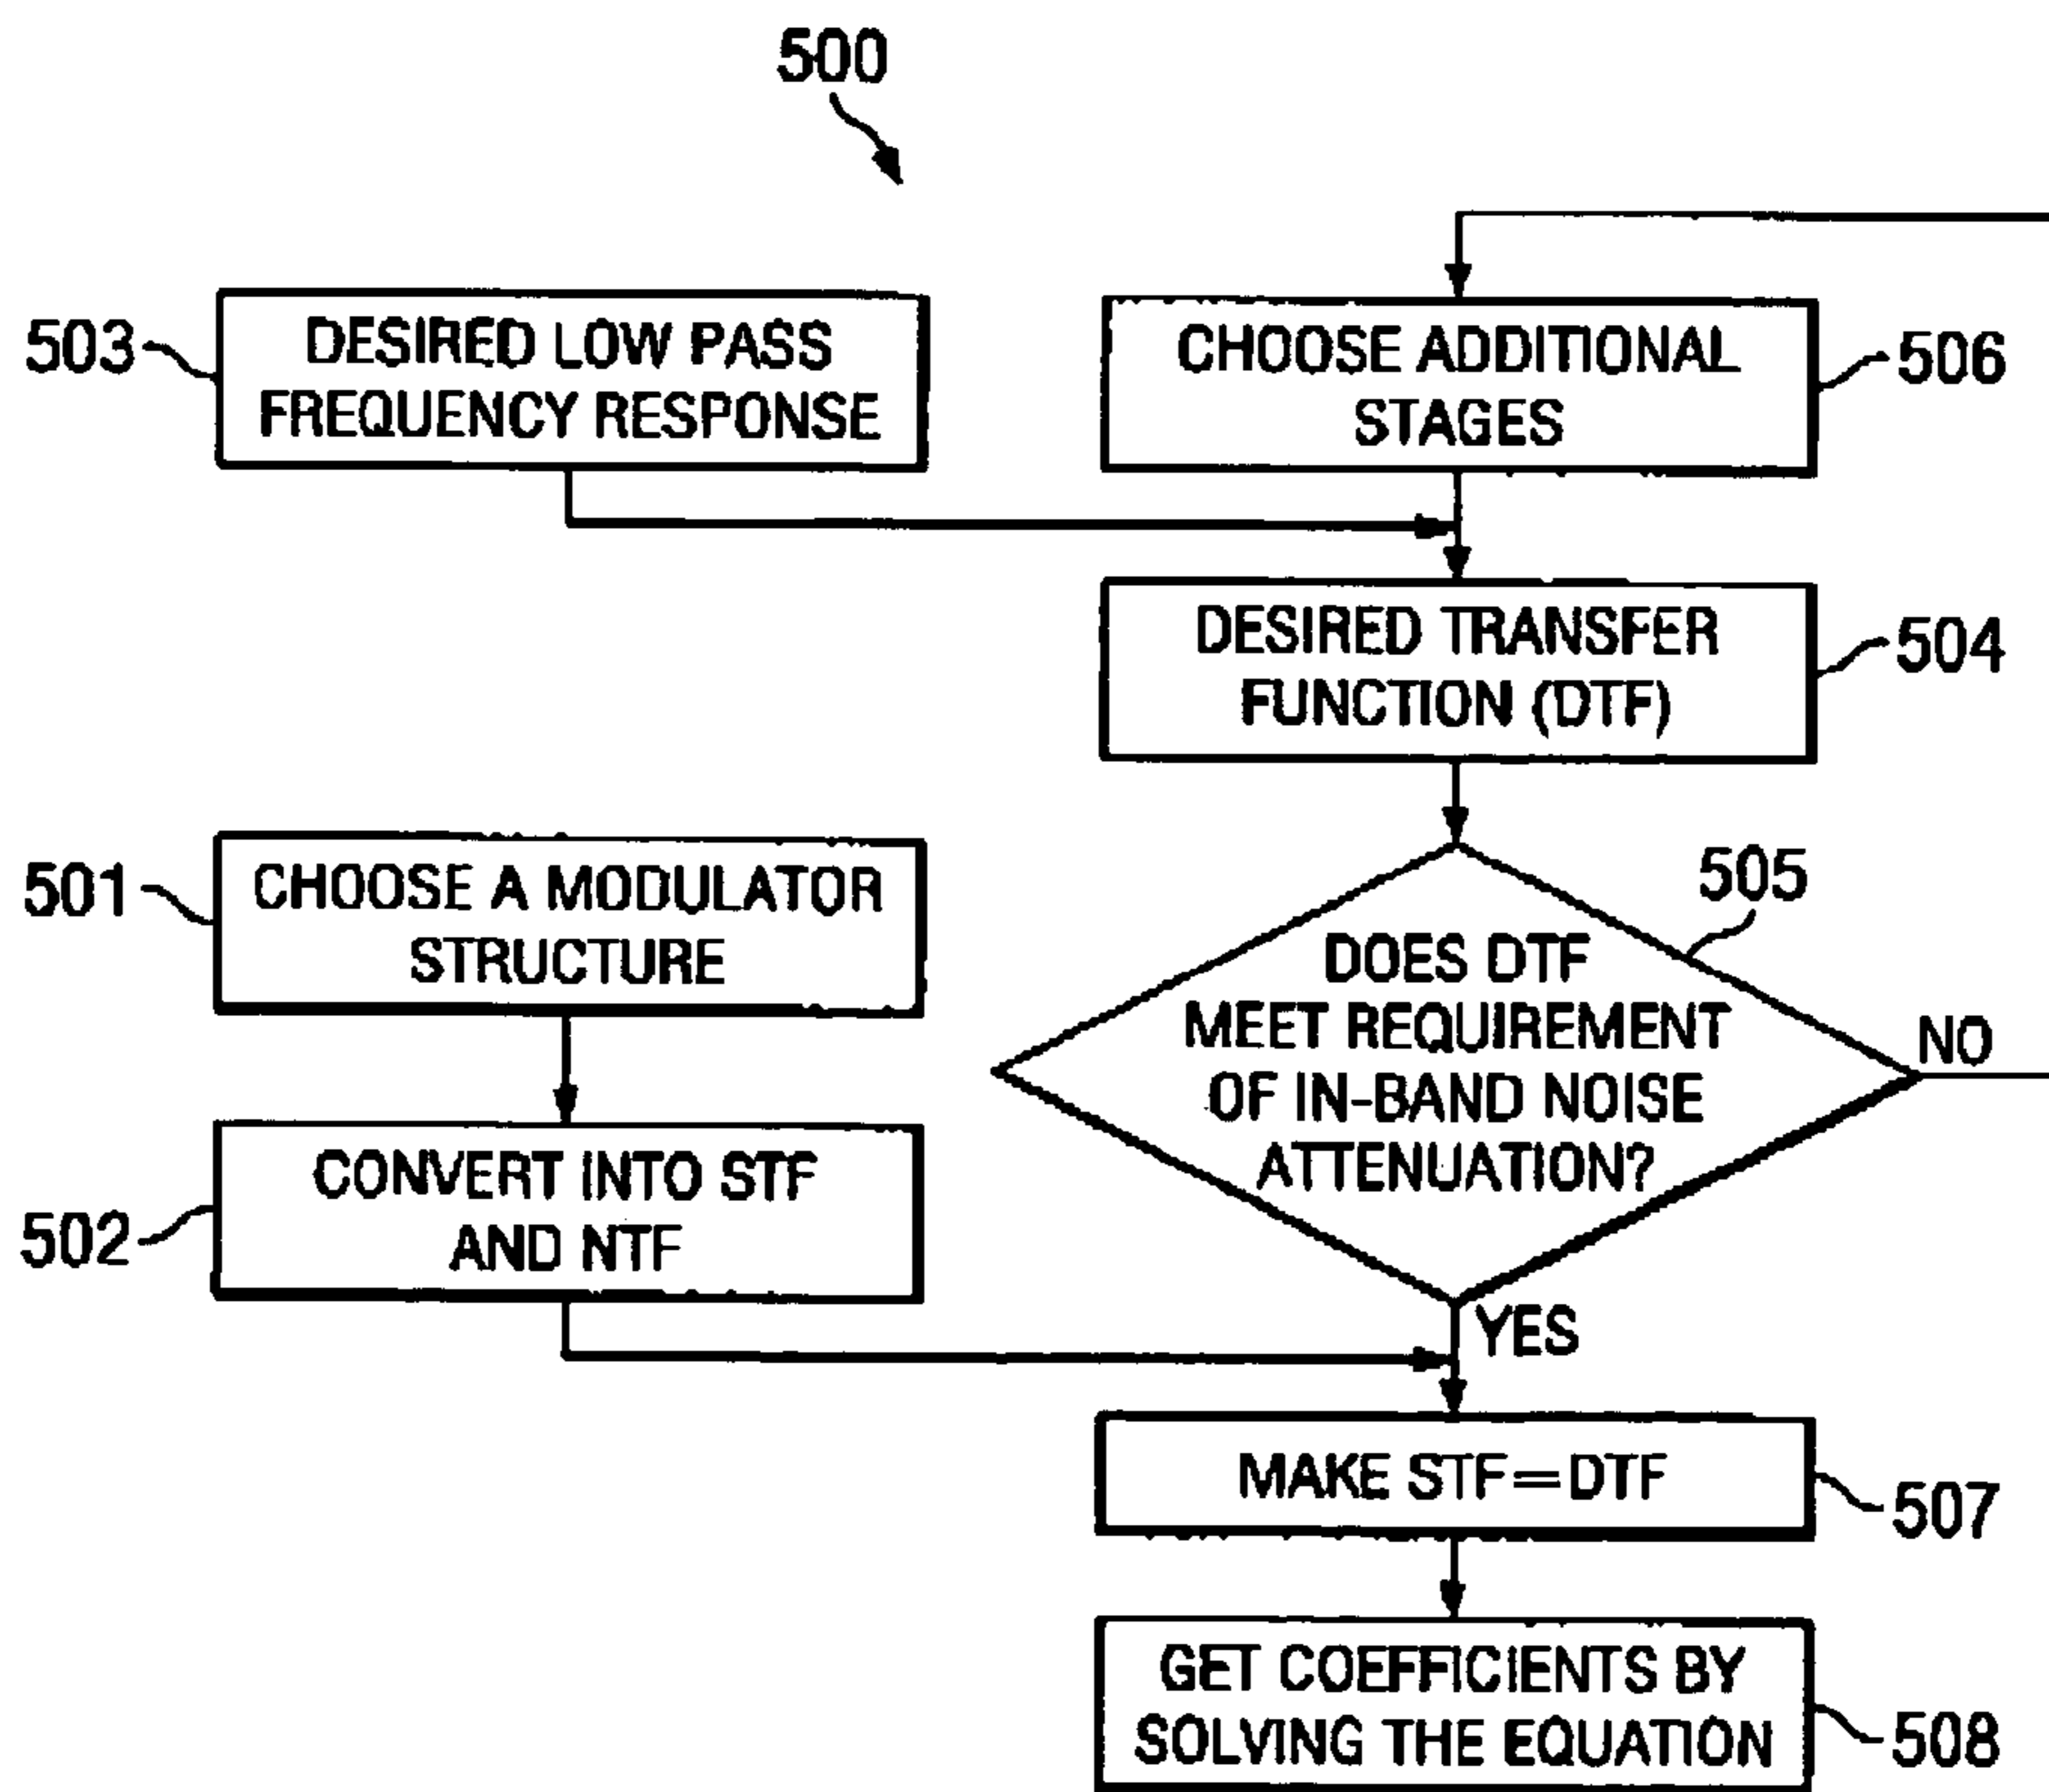 500
503
DESIRED LOW PASS
FREQUENCY RESPONSE
CHOOSE ADDITIONAL
STAGES
506
DESIRED TRANSFER
FUNCTION (DTF)
504
501
CHOOSE A MODULATOR
STRUCTURE
505
DOES DTF
MEET REQUIREMENT
OF IN-BAND NOISE
ATTENUATION?
NO
502
CONVERT INTO STF
AND NTF
YES
MAKE STF=DTF
507
GET COEFFICIENTS BY
SOLVING THE EQUATION
508